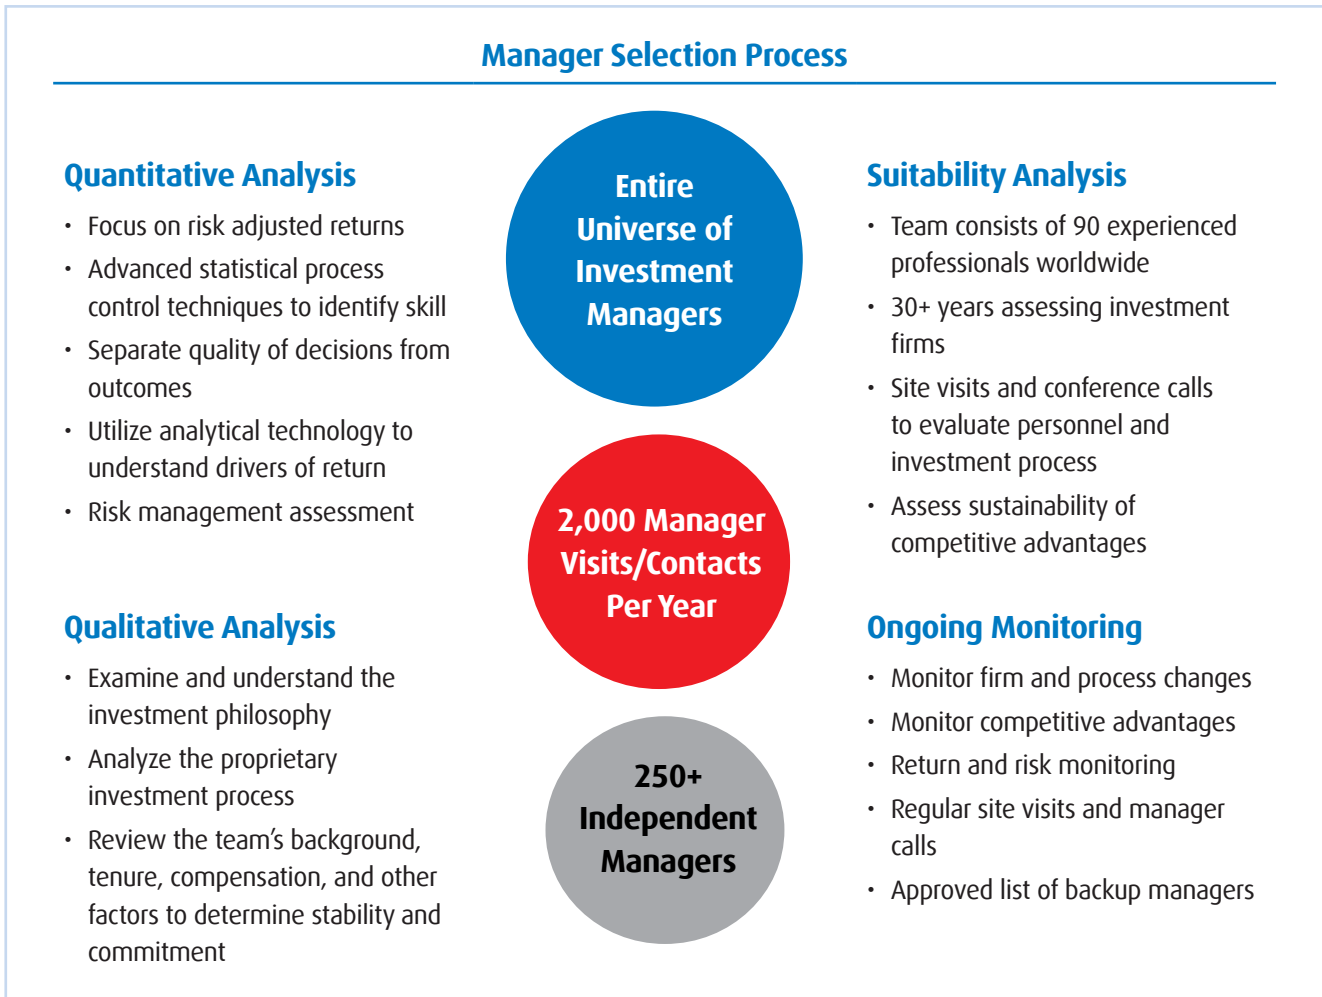 Manager Selection Process
Quantitative Analysis
• Focus on risk adjusted returns
• Advanced statistical process
control techniques to identify skill
• Separate quality of decisions from
outcomes
• Utilize analytical technology to
understand drivers of return
• Risk management assessment
Qualitative Analysis
• Examine and understand the
investment philosophy
• Analyze the proprietary
investment process
• Review the team’s background,
tenure, compensation, and other
factors to determine stability and
commitment
Entire
Universe of
Investment
Managers
2,000 Manager
Visits/Contacts
Per Year
250+
Independent
Managers
Suitability Analysis
• Team consists of 90 experienced
professionals worldwide
• 30+ years assessing investment
firms
• Site visits and conference calls
to evaluate personnel and
investment process
• Assess sustainability of
competitive advantages
Ongoing Monitoring
• Monitor firm and process changes
• Monitor competitive advantages
• Return and risk monitoring
• Regular site visits and manager
calls
• Approved list of backup managers